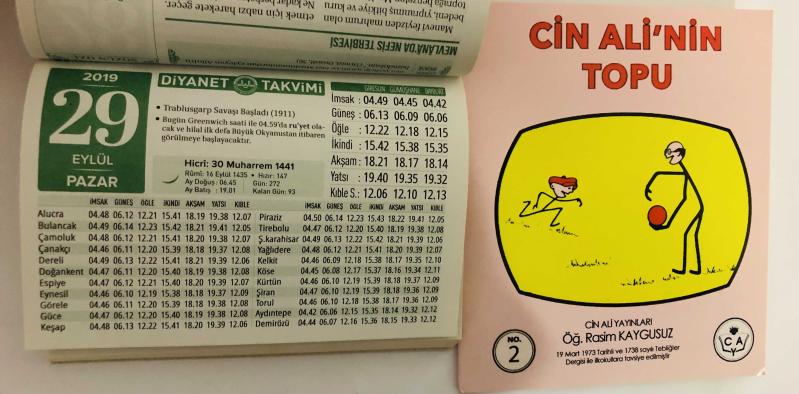 MEVLANA'DA NEFİS TERBİYESİ
Manevî feyizden mahrum olan
2019
29
EYLÜL
PAZAR
DİYANET TAKVİMİ
• Trablusgarp Savaşı Başladı (1911)
• Bugün Greenwich saati ile 04.59'da ru'yet ola-
cak ve hilal ilk defa Büyük Okyanustan itibaren
görülmeye başlayacaktır.
Hicrî: 30 Muharrem 1441
Rûmî: 16 Eylül 1435 • Hızır: 147
Ay Doğuş: 06.45 Gün: 272
Ay Batış : 19.01 Kalan Gün: 93
GİRESUN GÜMÜŞHANE BAYBURT
İmsak : 04.49 04.45 04.42
Güneş : 06.13 06.09 06.06
Öğle : 12.22 12.18 12.15
İkindi : 15.42 15.38 15.35
Akşam : 18.21 18.17 18.14
Yatsı : 19.40 19.35 19.32
Kıble S.: 12.06 12.10 12.13
İMSAK GÜNEŞ ÖĞLE İKİNDİ AKŞAM YATSI KIBLE
Alucra 04.48 06.12 12.21 15.41 18.19 19.38 12.07
Bulancak 04.49 06.14 12.23 15.42 18.21 19.41 12.05
Çamoluk 04.48 06.12 12.21 15.41 18.20 19.38 12.07
Çanakçı 04.46 06.11 12.20 15.39 18.18 19.37 12.08
Dereli 04.49 06.13 12.22 15.41 18.21 19.39 12.06
Doğankent 04.47 06.11 12.20 15.40 18.19 19.38 12.08
Espiye 04.47 06.12 12.21 15.40 18.20 19.39 12.07
Eynesil 04.46 06.10 12.19 15.38 18.18 19.37 12.09
Görele 04.46 06.11 12.20 15.39 18.18 19.38 12.08
Güce 04.47 06.12 12.20 15.40 19.19 19.38 12.08
Keşap 04.48 06.13 12.22 15.41 18.20 19.39 12.06
İMSAK GÜNEŞ ÖĞLE İKİNDİ AKŞAM YATSI KIBLE
Piraziz 04.50 06.14 12.23 15.43 18.22 19.41 12.05
Tirebolu 04.47 06.12 12.20 15.40 19.19 19.38 12.08
Ş.karahisar 04.49 06.13 12.22 15.42 18.21 19.39 12.06
Yağlıdere 04.48 06.12 12.21 15.41 18.20 19.39 12.07
Kelkit 04.46 06.09 12.18 15.38 18.17 19.35 12.10
Köse 04.45 06.08 12.17 15.37 18.16 19.34 12.11
Kürtün 04.46 06.10 12.19 15.39 18.18 19.37 12.09
Şiran 04.47 06.10 12.19 15.39 18.18 19.36 12.09
Torul 04.46 06.10 12.18 15.38 18.17 19.36 12.09
Aydıntepe 04.42 06.06 12.15 15.35 18.14 19.32 12.12
Demirözü 04.44 06.07 12.16 15.36 18.15 19.33 12.12
CİN ALİ'NİN
TOPU
CİN ALİ YAYINLARI
Öğ. Rasim KAYGUSUZ
19 Mart 1973 Tarihli ve 1738 sayılı Tebliğler
Dergisi ile ilkokullara tavsiye edilmiştir
NO.
2
C A
Y